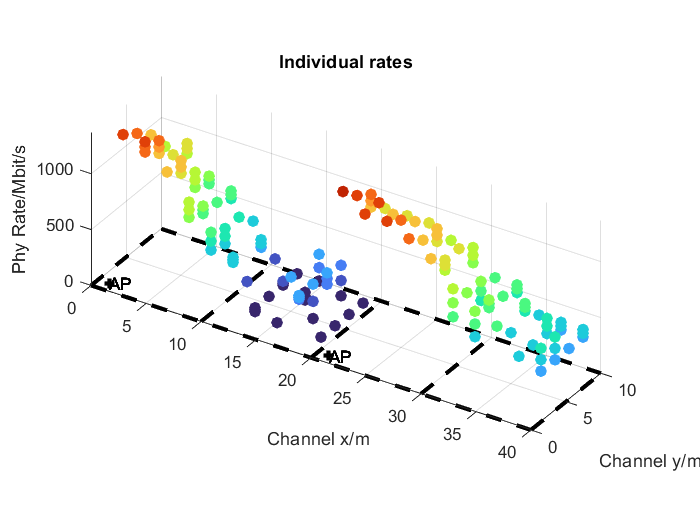 Individual rates
Phy Rate/Mbit/s
1000
500
0
AP
AP
0
5
10
15
20
25
30
35
40
Channel x/m
0
5
10
Channel y/m